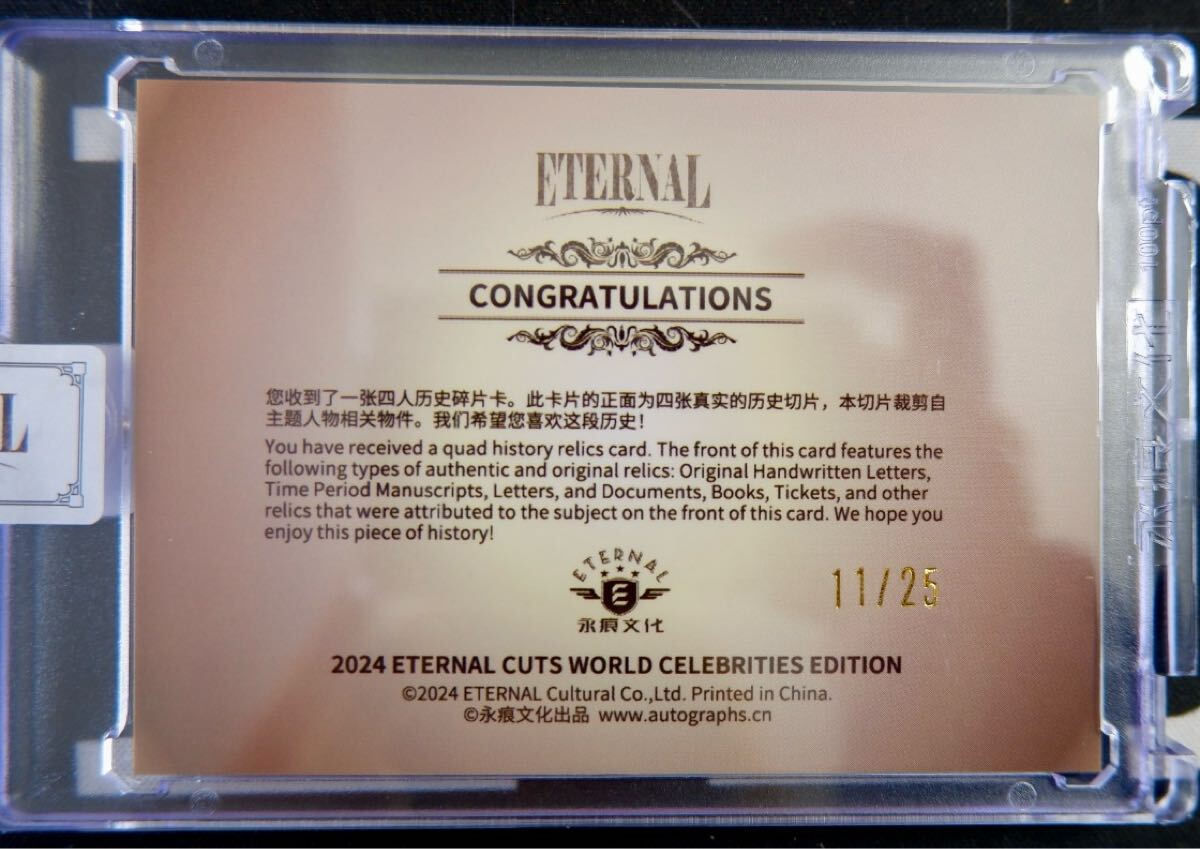 ETERNAL
CONGRATULATIONS
您收到了一张四人历史碎片卡。此卡片的正面为四张真实的历史切片，本切片裁剪自
主题人物相关物件。我们希望您喜欢这段历史！
You have received a quad history relics card. The front of this card features the
following types of authentic and original relics: Original Handwritten Letters,
Time Period Manuscripts, Letters, and Documents, Books, Tickets, and other
relics that were attributed to the subject on the front of this card. We hope you
enjoy this piece of history!
ETERNAL
永痕文化
11/25
2024 ETERNAL CUTS WORLD CELEBRITIES EDITION
©2024 ETERNAL Cultural Co.,Ltd. Printed in China.
©永痕文化出品 www.autographs.cn
L
100pt
永痕文化